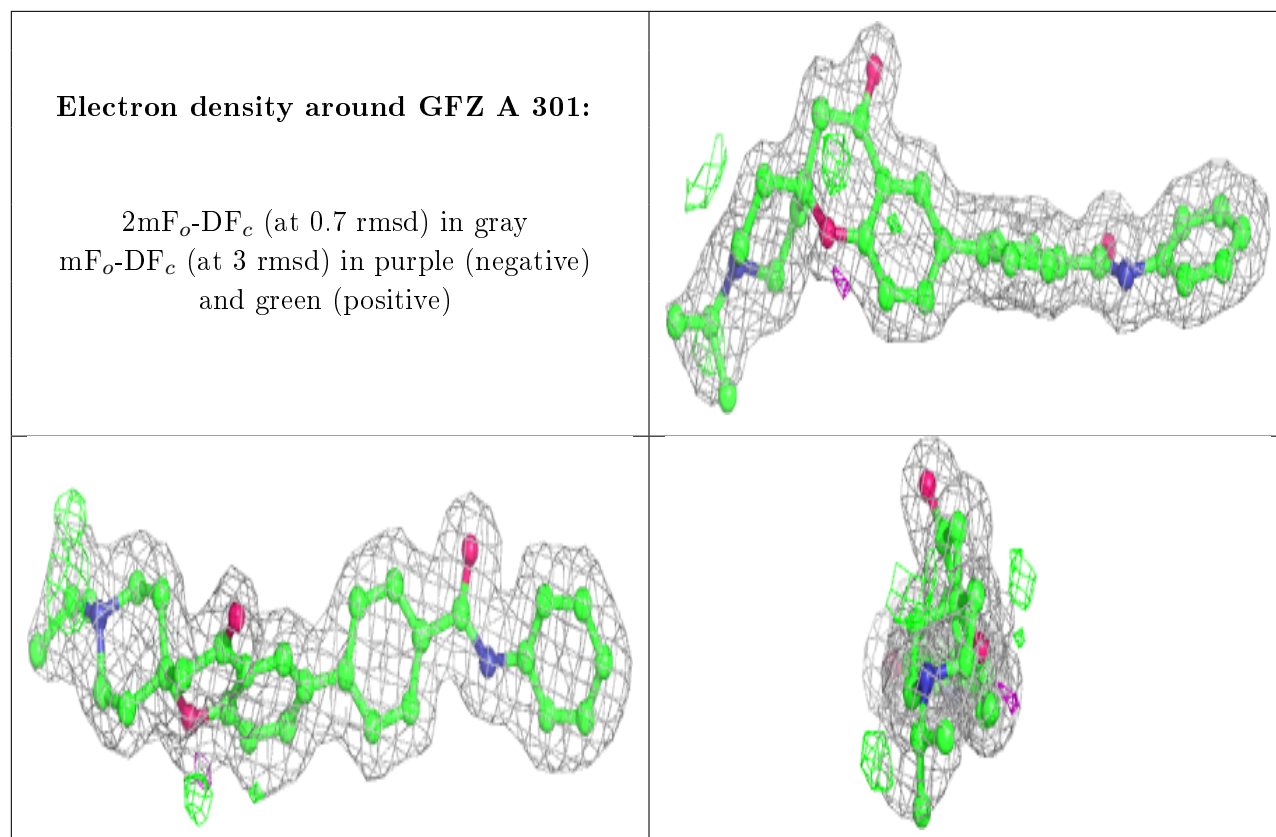 Electron density around GFZ A 301:
2mFₒ-DF𝒸 (at 0.7 rmsd) in gray
mFₒ-DF𝒸 (at 3 rmsd) in purple (negative)
and green (positive)